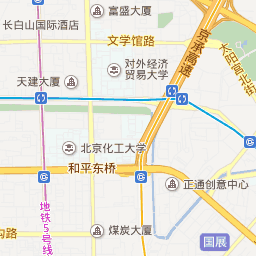 富盛大厦
长白山国际酒店
文学馆路
京承高速
太阳宫北街
对外经济
贸易大学
天建大厦
北京化工大学
和平东桥
正通创意中心
地铁5号线
沟路
煤炭大厦
国展